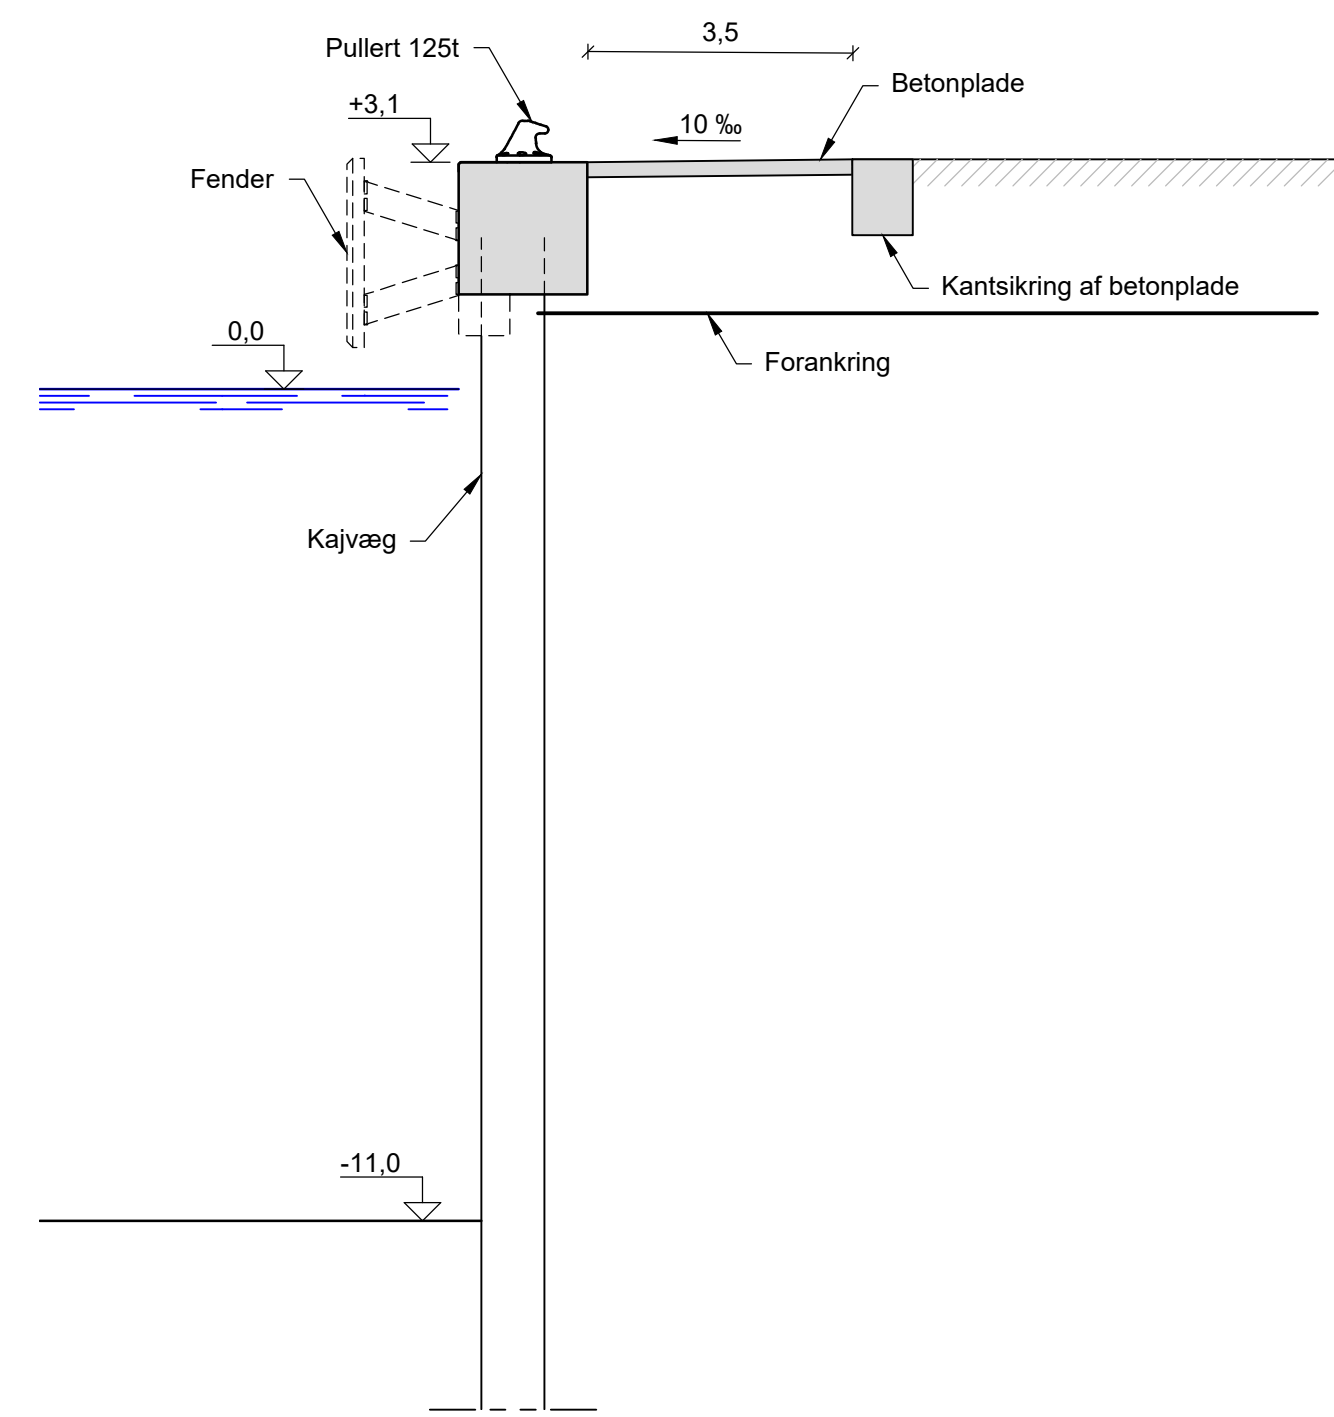 3,5
Pullert 125t
Betonplade
+3,1
10 ‰
Fender
Kantsikring af betonplade
0,0
Forankring
Kajvæg
-11,0